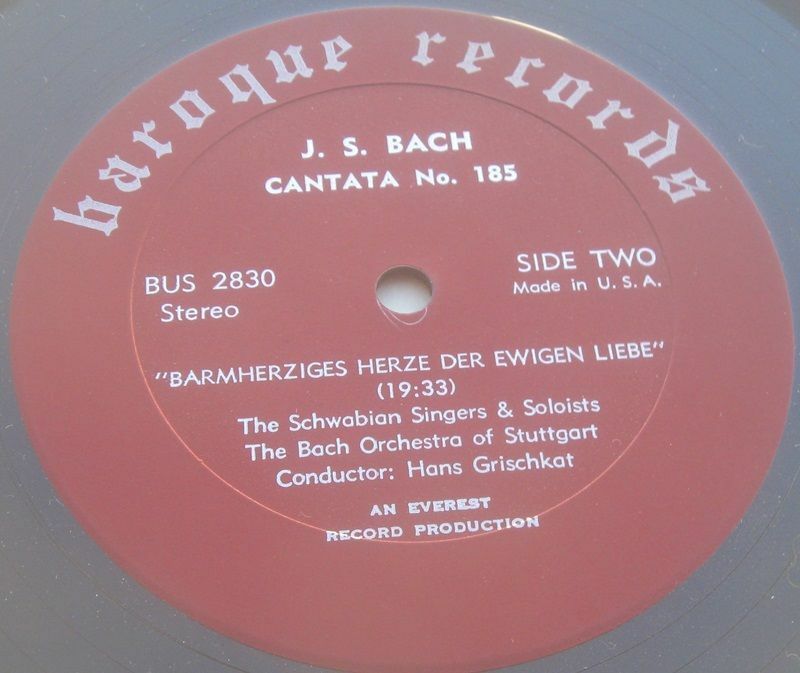 baroque records
J. S. BACH
CANTATA No. 185
BUS 2830
Stereo
SIDE TWO
Made in U. S. A.
"BARMHERZIGES HERZE DER EWIGEN LIEBE"
(19:33)
The Schwabian Singers & Soloists
The Bach Orchestra of Stuttgart
Conductor: Hans Grischkat
AN EVEREST
RECORD PRODUCTION